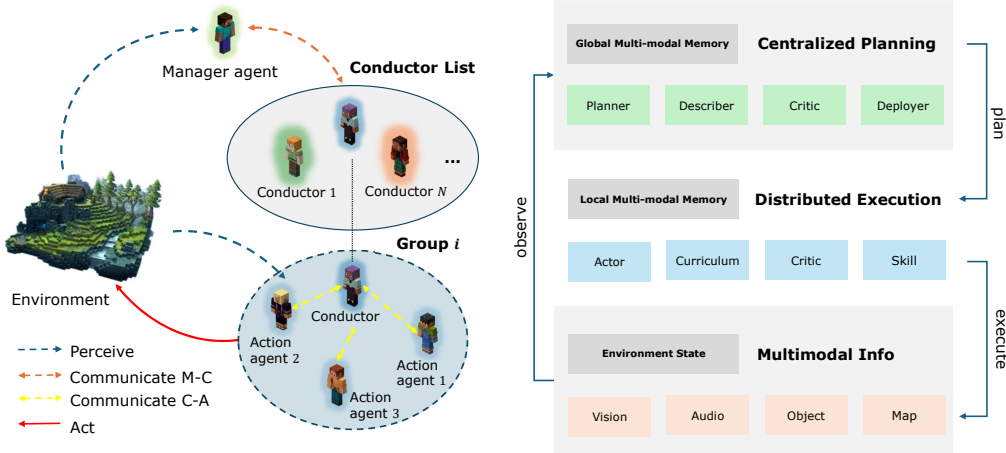 Manager agent
Conductor List
Conductor 1
Conductor N
...
Group i
Environment
Conductor
Action
agent 2
Action
agent 1
Action
agent 3
Perceive
Communicate M-C
Communicate C-A
Act
Global Multi-modal Memory
Centralized Planning
Planner
Describer
Critic
Deployer
plan
Local Multi-modal Memory
Distributed Execution
observe
Actor
Curriculum
Critic
Skill
execute
Environment State
Multimodal Info
Vision
Audio
Object
Map